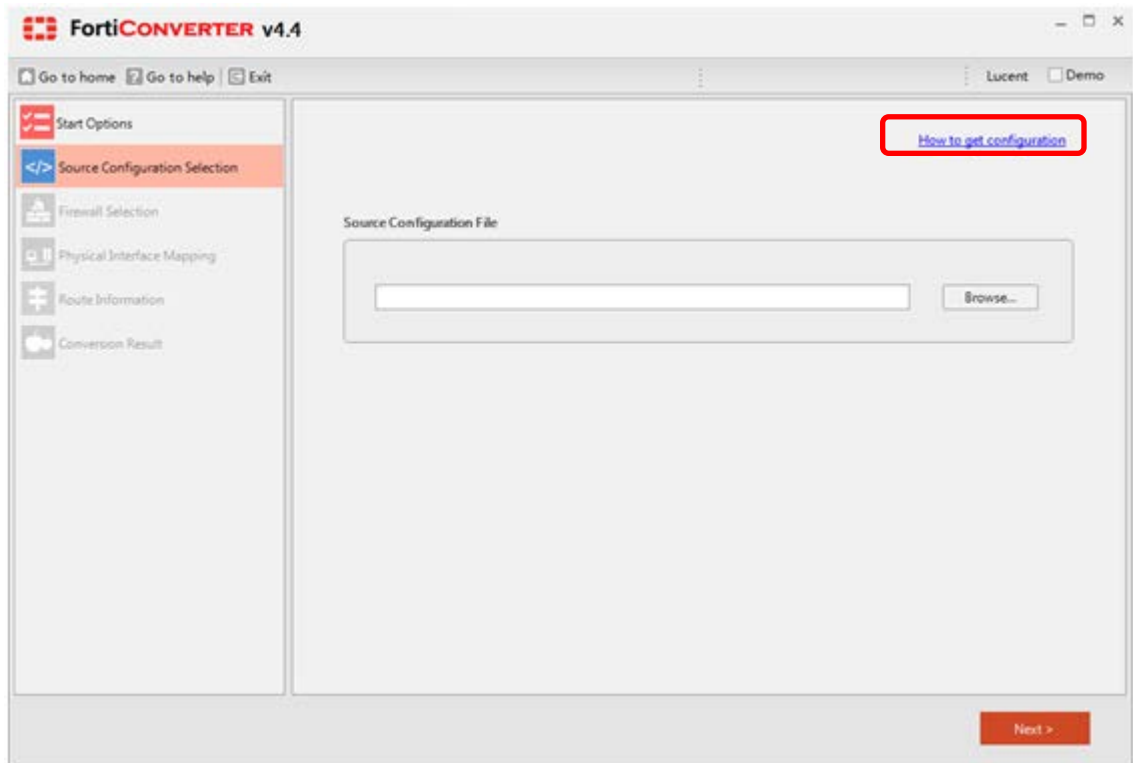 FortiCONVERTER v4.4
Go to home Go to help Exit Lucent Demo
Start Options
Source Configuration Selection
Firewall Selection
Physical Interface Mapping
Route Information
Conversion Result
How to get configuration
Source Configuration File
Browse...
Next >